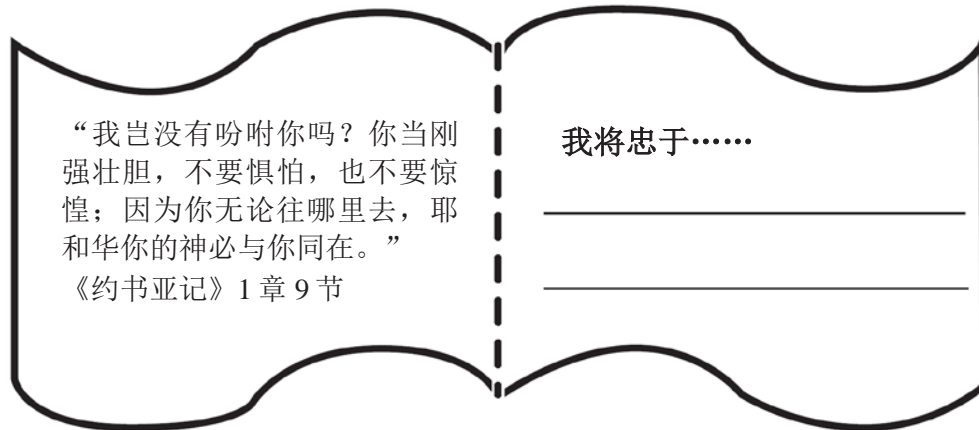 “我岂没有吩咐你吗？你当刚
强壮胆，不要惧怕，也不要惊
惶；因为你无论往哪里去，耶
和华你的神必与你同在。”
《约书亚记》1 章 9 节
我将忠于……